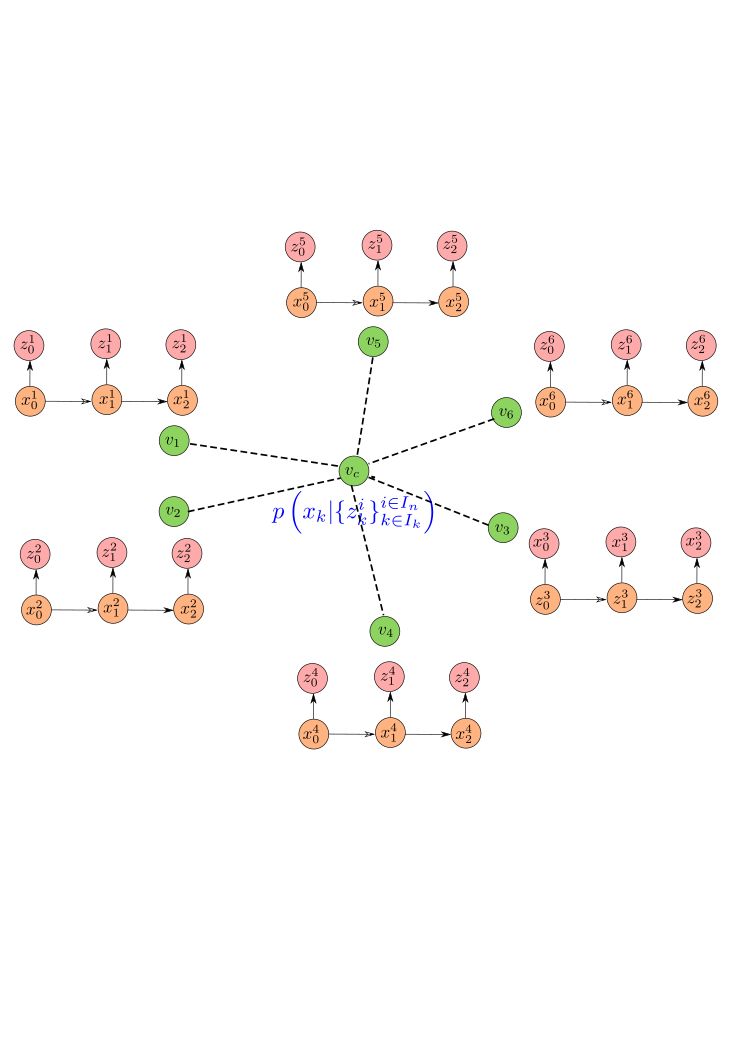 z_0^5 z_1^5 z_2^5
x_0^5 x_1^5 x_2^5
v_5
z_0^1 z_1^1 z_2^1
x_0^1 x_1^1 x_2^1
v_1
z_0^6 z_1^6 z_2^6
x_0^6 x_1^6 x_2^6
v_6
v_c
p(x_k|{z_k^i}_{k∈I_k}^{i∈I_n})
v_2
z_0^2 z_1^2 z_2^2
x_0^2 x_1^2 x_2^2
v_3
x_0^3 x_1^3 x_2^3
z_0^3 z_1^3 z_2^3
v_4
z_0^4 z_1^4 z_2^4
x_0^4 x_1^4 x_2^4